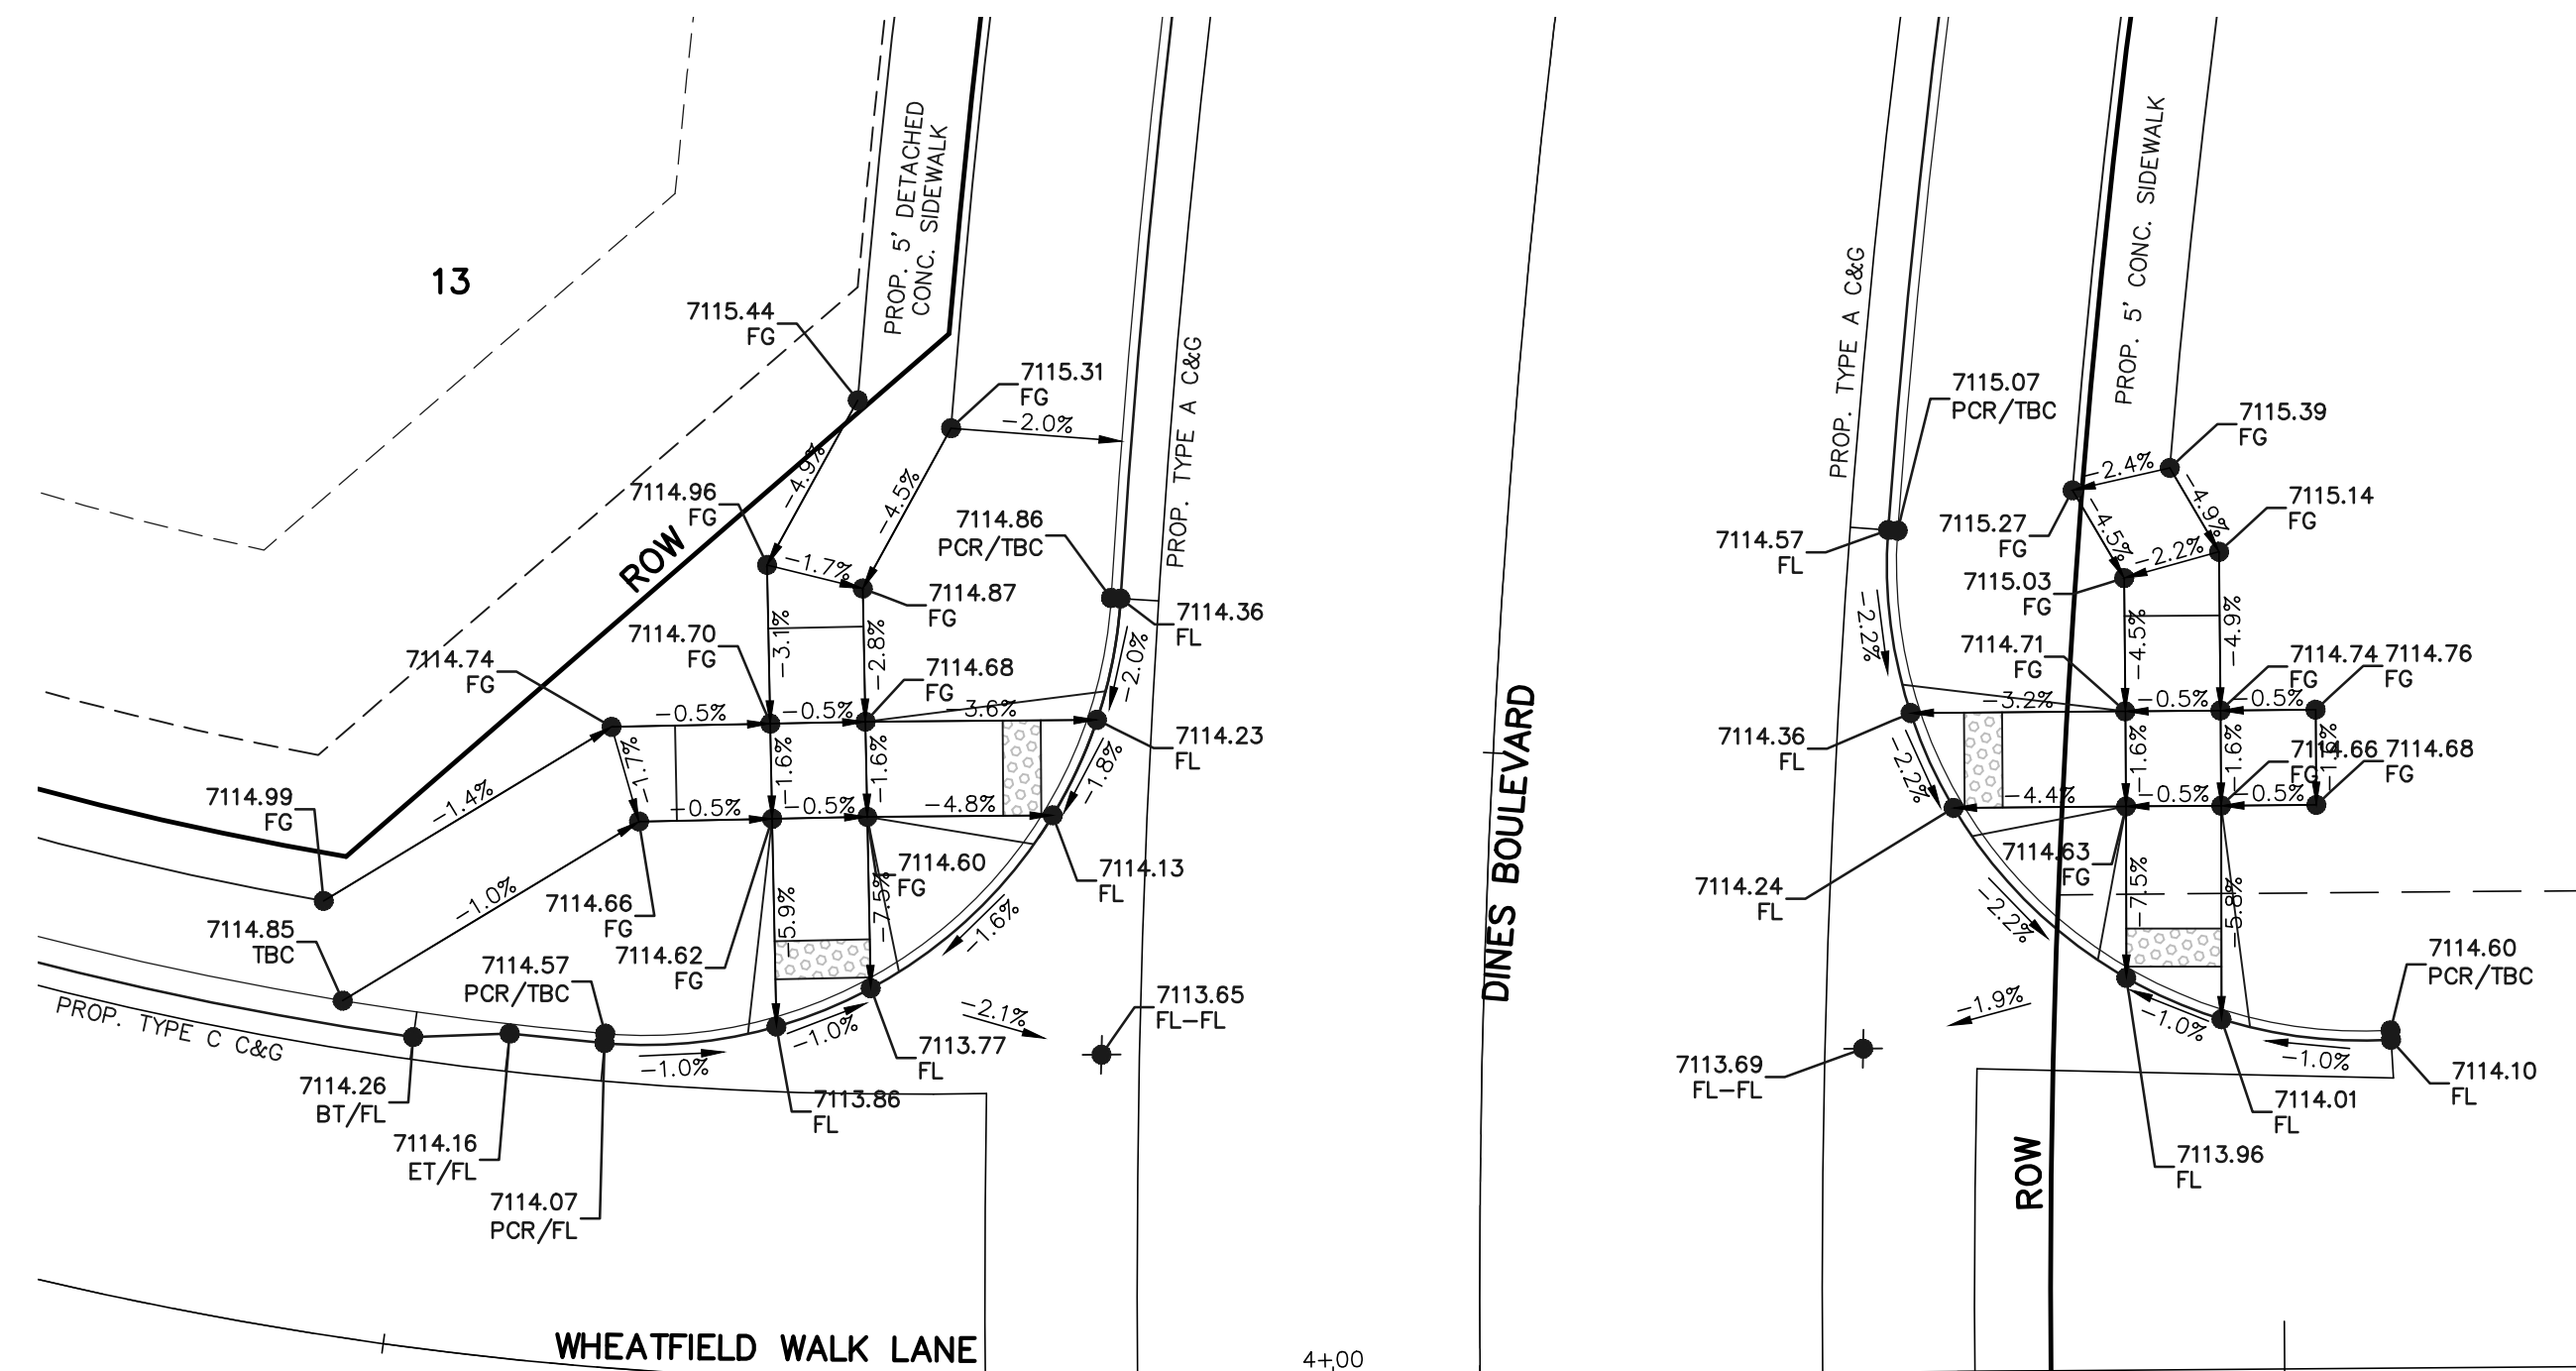 13
PROP. 5' DETACHED
CONC. SIDEWALK
7115.44
FG
7115.31
FG
-2.0%
-4.9%
-4.5%
7114.96
FG
ROW
-1.7%
7114.87
FG
7114.86
PCR/TBC
PROP. TYPE A C&G
7114.36
FL
-2.0%
7114.70
FG
-3.1%
-2.8%
7114.68
FG
7114.74
FG
-0.5%
-0.5%
-3.6%
7114.23
FL
-1.8%
-1.7%
-1.6%
-1.6%
7114.99
FG
-1.4%
-0.5%
-0.5%
-4.8%
-1.0%
7114.66
FG
7114.60
FG
7114.13
FL
7114.85
TBC
7114.62
FG
-5.9%
-7.5%
-1.6%
7114.57
PCR/TBC
PROP. TYPE C C&G
-1.0%
-1.0%
-2.1%
7113.65
FL-FL
7113.77
FL
7114.26
BT/FL
7113.86
FL
7114.16
ET/FL
7114.07
PCR/FL
WHEATFIELD WALK LANE
4+00
DINES BOULEVARD
PROP. TYPE A C&G
PROP. 5' CONC. SIDEWALK
7115.07
PCR/TBC
7115.39
FG
-2.4%
7114.57
FL
7115.27
FG
-4.5%
-4.9%
7115.14
FG
-2.2%
7115.03
FG
-2.2%
-4.5%
-4.9%
7114.71
FG
7114.74
FG
7114.76
FG
-3.2%
-0.5%
-0.5%
7114.36
FL
-2.2%
-1.6%
-1.6%
-1.6%
7114.66
FG
7114.68
FG
-4.4%
-0.5%
-0.5%
7114.24
FL
7114.63
FG
-2.2%
-7.5%
-5.8%
7114.60
PCR/TBC
-1.9%
-1.0%
-1.0%
7113.69
FL-FL
7114.10
FL
7114.01
FL
7113.96
FL
ROW